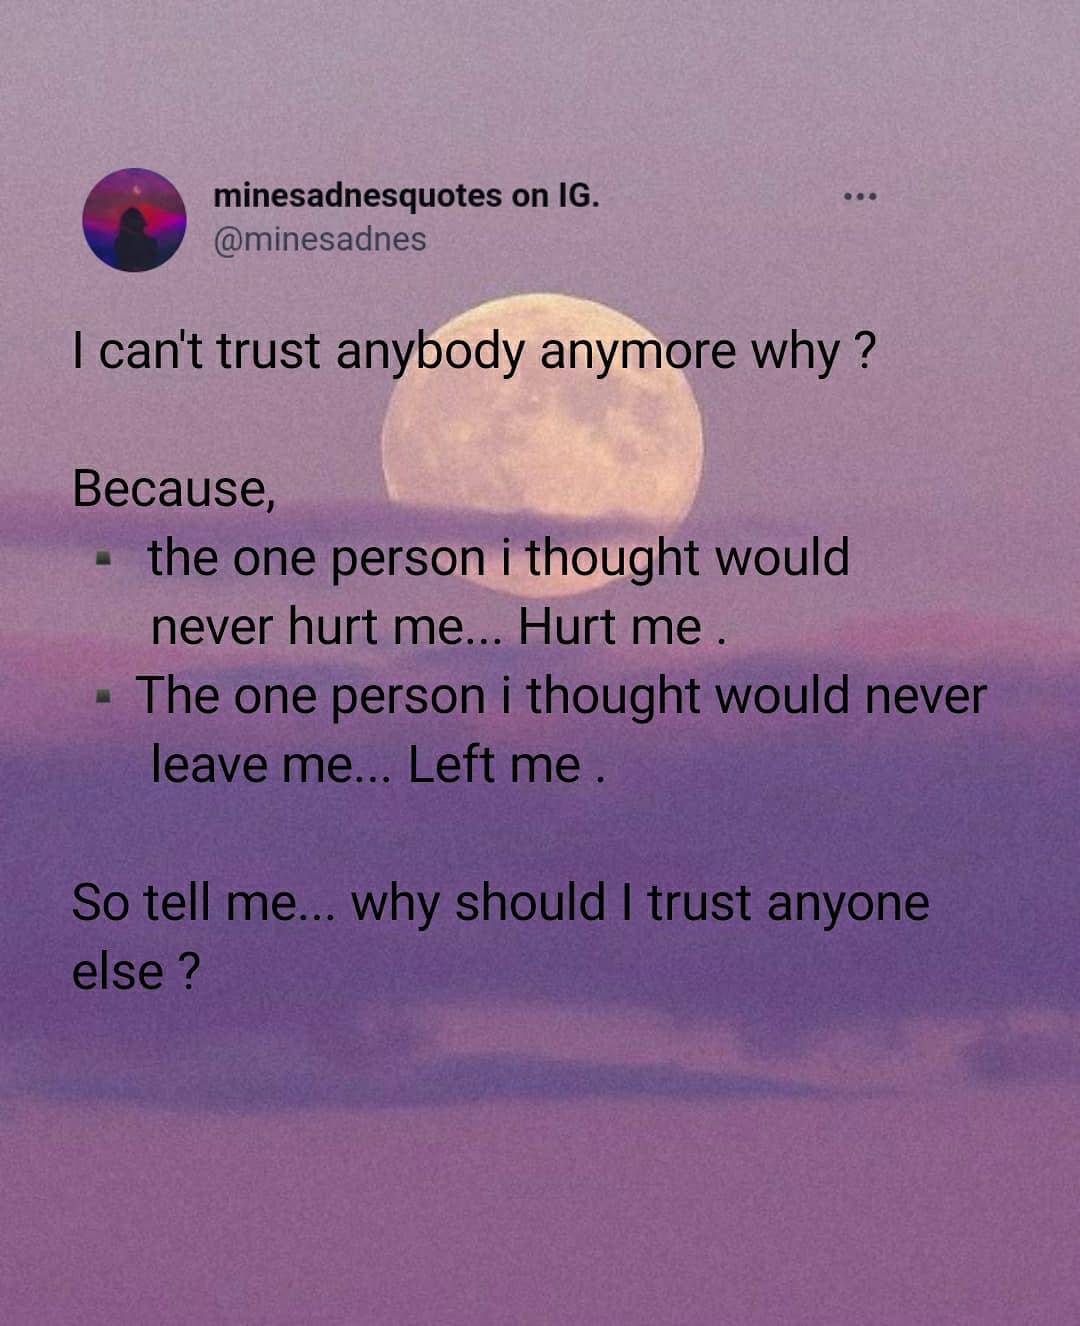 minesadnesquotes on IG.
@minesadnes
I can't trust anybody anymore why ?
Because,
▪ the one person i thought would
never hurt me... Hurt me .
▪ The one person i thought would never
leave me... Left me .
So tell me... why should I trust anyone
else ?